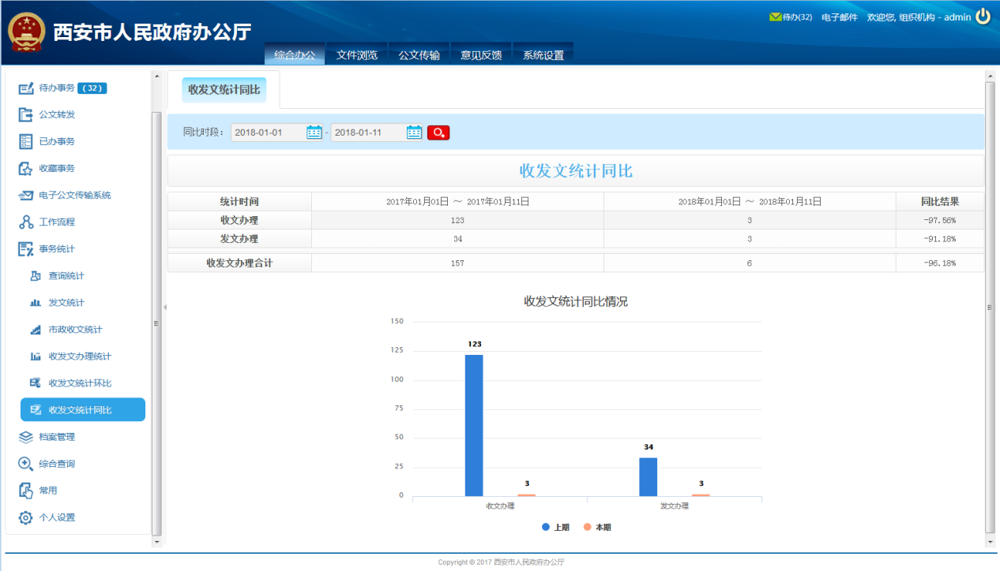 西安市人民政府办公厅
待办(32) 电子邮件 欢迎您, 组织机构 - admin
综合办公 文件浏览 公文传输 意见反馈 系统设置
待办事务 (32)
公文转发
已办事务
收藏事务
电子公文传输系统
工作流程
事务统计
查询统计
发文统计
市政收文统计
收发文办理统计
收发文统计环比
收发文统计同比
档案管理
综合查询
常用
个人设置
收发文统计同比
同比时段： 2018-01-01 - 2018-01-11
收发文统计同比
统计时间 2017年01月01日 ～ 2017年01月11日 2018年01月01日 ～ 2018年01月11日 同比结果
收文办理 123 3 -97.56%
发文办理 34 3 -91.18%
收发文办理合计 157 6 -96.18%
收发文统计同比情况
150
125
100
75
50
25
0
123
3
34
3
收文办理 发文办理
上期 本期
Copyright © 2017 西安市人民政府办公厅